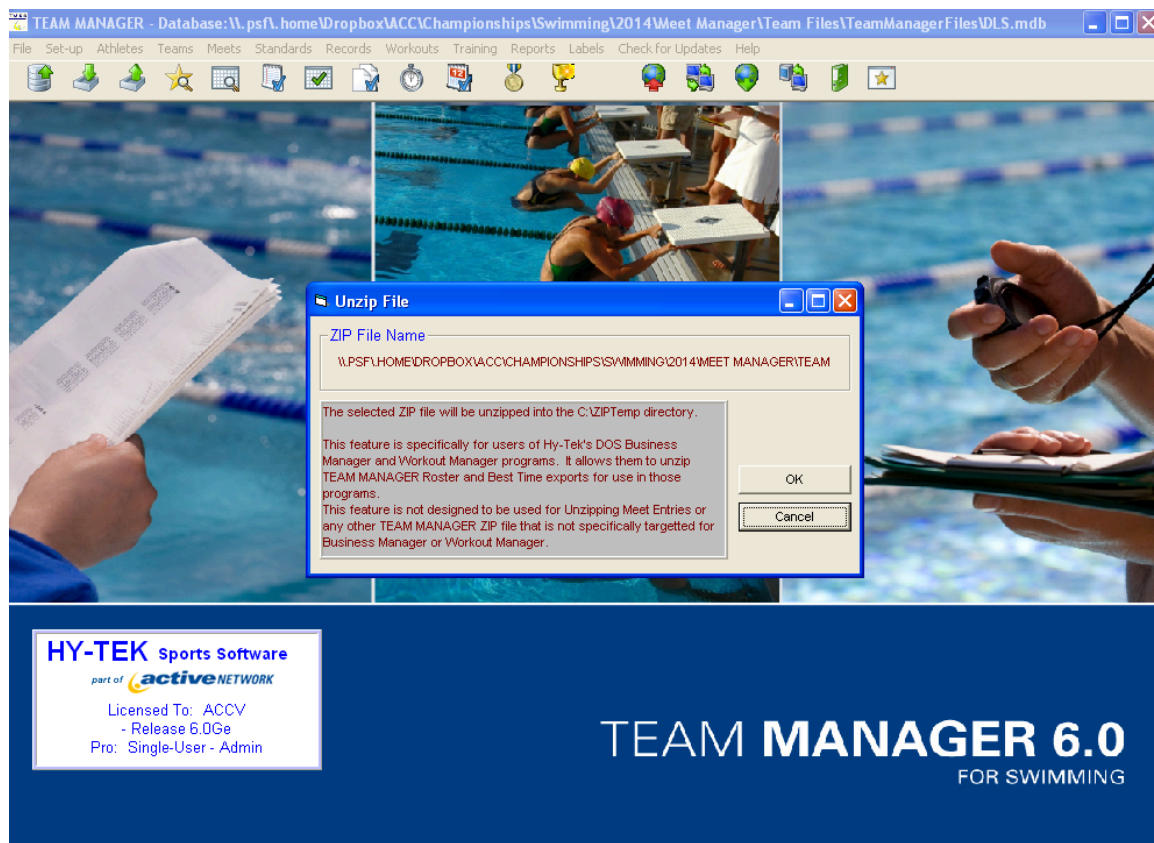 TEAM MANAGER - Database:\\.psf\.home\Dropbox\ACC\Championships\Swimming\2014\Meet Manager\Team Files\TeamManagerFiles\DLS.mdb
File Set-up Athletes Teams Meets Standards Records Workouts Training Reports Labels Check for Updates Help
12
Unzip File
ZIP File Name
\\.PSF\.HOME\DROPBOX\ACC\CHAMPIONSHIPS\SWIMMING\2014\MEET MANAGER\TEAM
The selected ZIP file will be unzipped into the C:\ZIPTemp directory.
This feature is specifically for users of Hy-Tek's DOS Business
Manager and Workout Manager programs. It allows them to unzip
TEAM MANAGER Roster and Best Time exports for use in those
programs.
This feature is not designed to be used for Unzipping Meet Entries or
any other TEAM MANAGER ZIP file that is not specifically targetted for
Business Manager or Workout Manager.
OK
Cancel
HY-TEK Sports Software
part of active NETWORK
Licensed To: ACCV
- Release 6.0Ge
Pro: Single-User - Admin
TEAM MANAGER 6.0
FOR SWIMMING